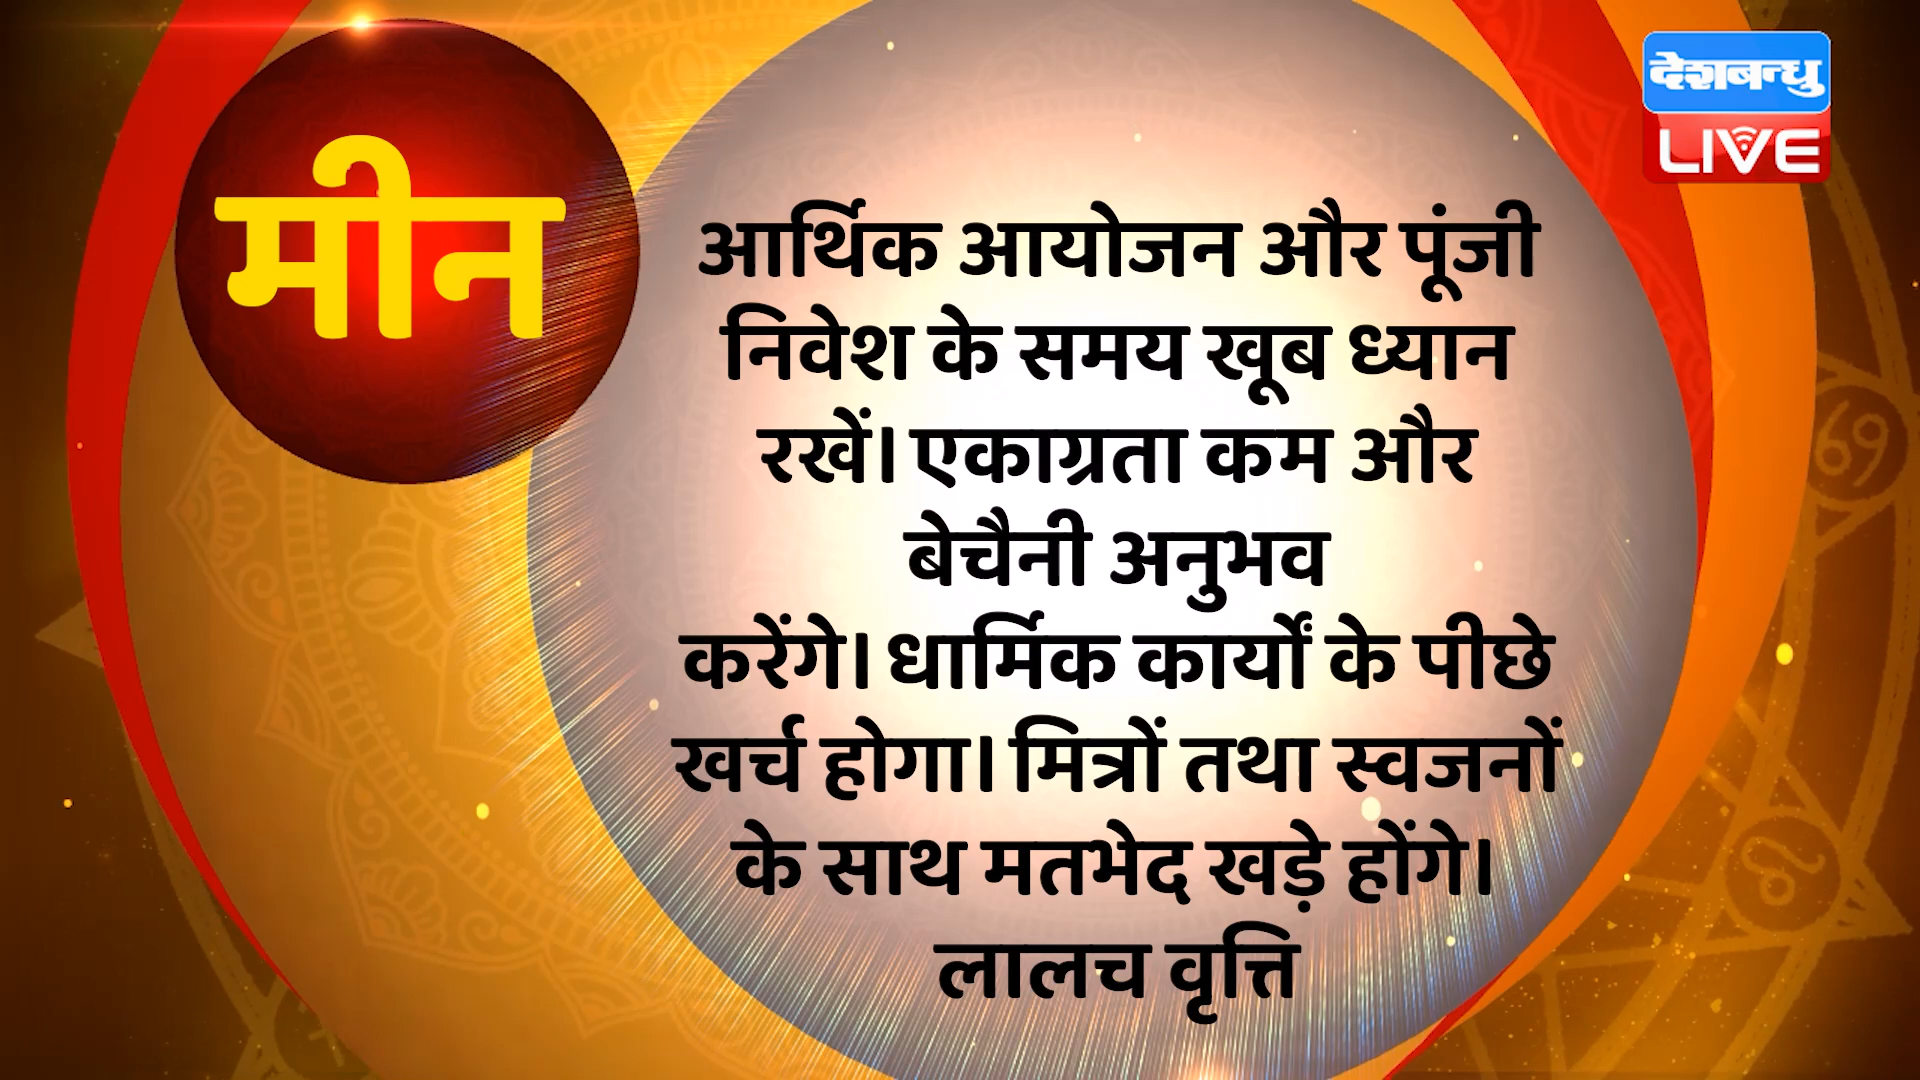 मीन
देशबन्धु
LIVE
आर्थिक आयोजन और पूंजी
निवेश के समय खूब ध्यान
रखें। एकाग्रता कम और
बेचैनी अनुभव
करेंगे। धार्मिक कार्यों के पीछे
खर्च होगा। मित्रों तथा स्वजनों
के साथ मतभेद खड़े होंगे।
लालच वृत्ति